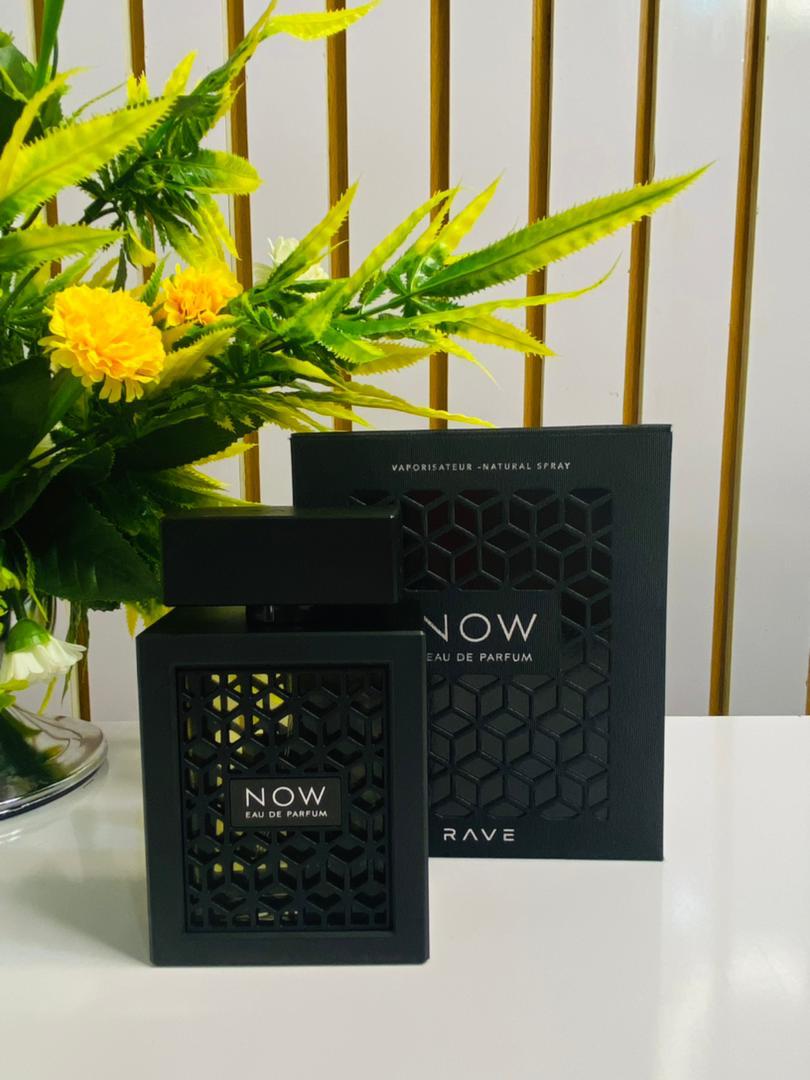 VAPORISATEUR -NATURAL SPRAY
NOW
EAU DE PARFUM
RAVE
NOW
EAU DE PARFUM